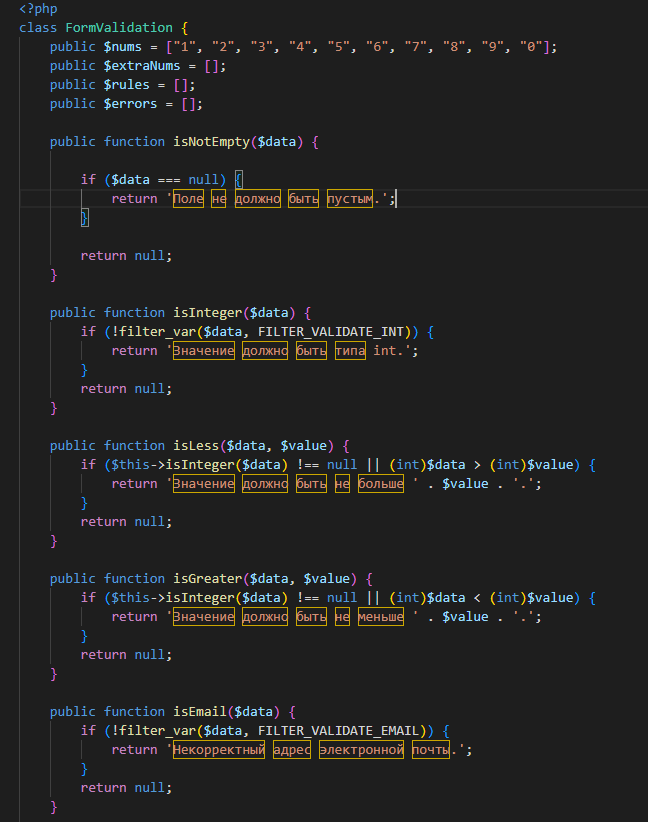 <?php
class FormValidation {
public $nums = ["1", "2", "3", "4", "5", "6", "7", "8", "9", "0"];
public $extraNums = [];
public $rules = [];
public $errors = [];
public function isNotEmpty($data) {
if ($data === null) {
return 'Поле не должно быть пустым.';
}
return null;
}
public function isInteger($data) {
if (!filter_var($data, FILTER_VALIDATE_INT)) {
return 'Значение должно быть типа int.';
}
return null;
}
public function isLess($data, $value) {
if ($this->isInteger($data) !== null || (int)$data > (int)$value) {
return 'Значение должно быть не больше ' . $value . '.';
}
return null;
}
public function isGreater($data, $value) {
if ($this->isInteger($data) !== null || (int)$data < (int)$value) {
return 'Значение должно быть не меньше ' . $value . '.';
}
return null;
}
public function isEmail($data) {
if (!filter_var($data, FILTER_VALIDATE_EMAIL)) {
return 'Некорректный адрес электронной почты.';
}
return null;
}